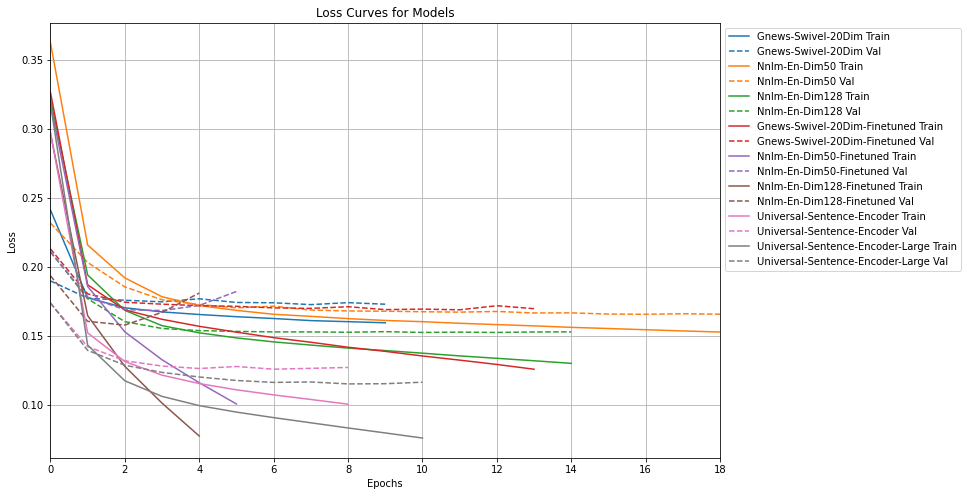 Loss Curves for Models
0.35
0.30
0.25
0.20
0.15
0.10
Loss
0 2 4 6 8 10 12 14 16 18
Epochs
Gnews-Swivel-20Dim Train
Gnews-Swivel-20Dim Val
Nnlm-En-Dim50 Train
Nnlm-En-Dim50 Val
Nnlm-En-Dim128 Train
Nnlm-En-Dim128 Val
Gnews-Swivel-20Dim-Finetuned Train
Gnews-Swivel-20Dim-Finetuned Val
Nnlm-En-Dim50-Finetuned Train
Nnlm-En-Dim50-Finetuned Val
Nnlm-En-Dim128-Finetuned Train
Nnlm-En-Dim128-Finetuned Val
Universal-Sentence-Encoder Train
Universal-Sentence-Encoder Val
Universal-Sentence-Encoder-Large Train
Universal-Sentence-Encoder-Large Val